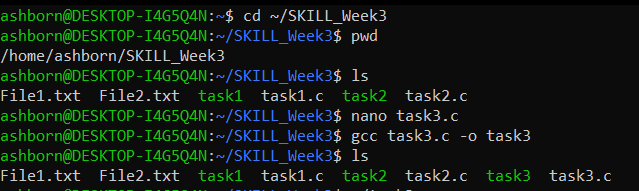 ashborn@DESKTOP-I4G5Q4N:~$ cd ~/SKILL_Week3
ashborn@DESKTOP-I4G5Q4N:~/SKILL_Week3$ pwd
/home/ashborn/SKILL_Week3
ashborn@DESKTOP-I4G5Q4N:~/SKILL_Week3$ ls
File1.txt  File2.txt  task1  task1.c  task2  task2.c
ashborn@DESKTOP-I4G5Q4N:~/SKILL_Week3$ nano task3.c
ashborn@DESKTOP-I4G5Q4N:~/SKILL_Week3$ gcc task3.c -o task3
ashborn@DESKTOP-I4G5Q4N:~/SKILL_Week3$ ls
File1.txt  File2.txt  task1  task1.c  task2  task2.c  task3  task3.c